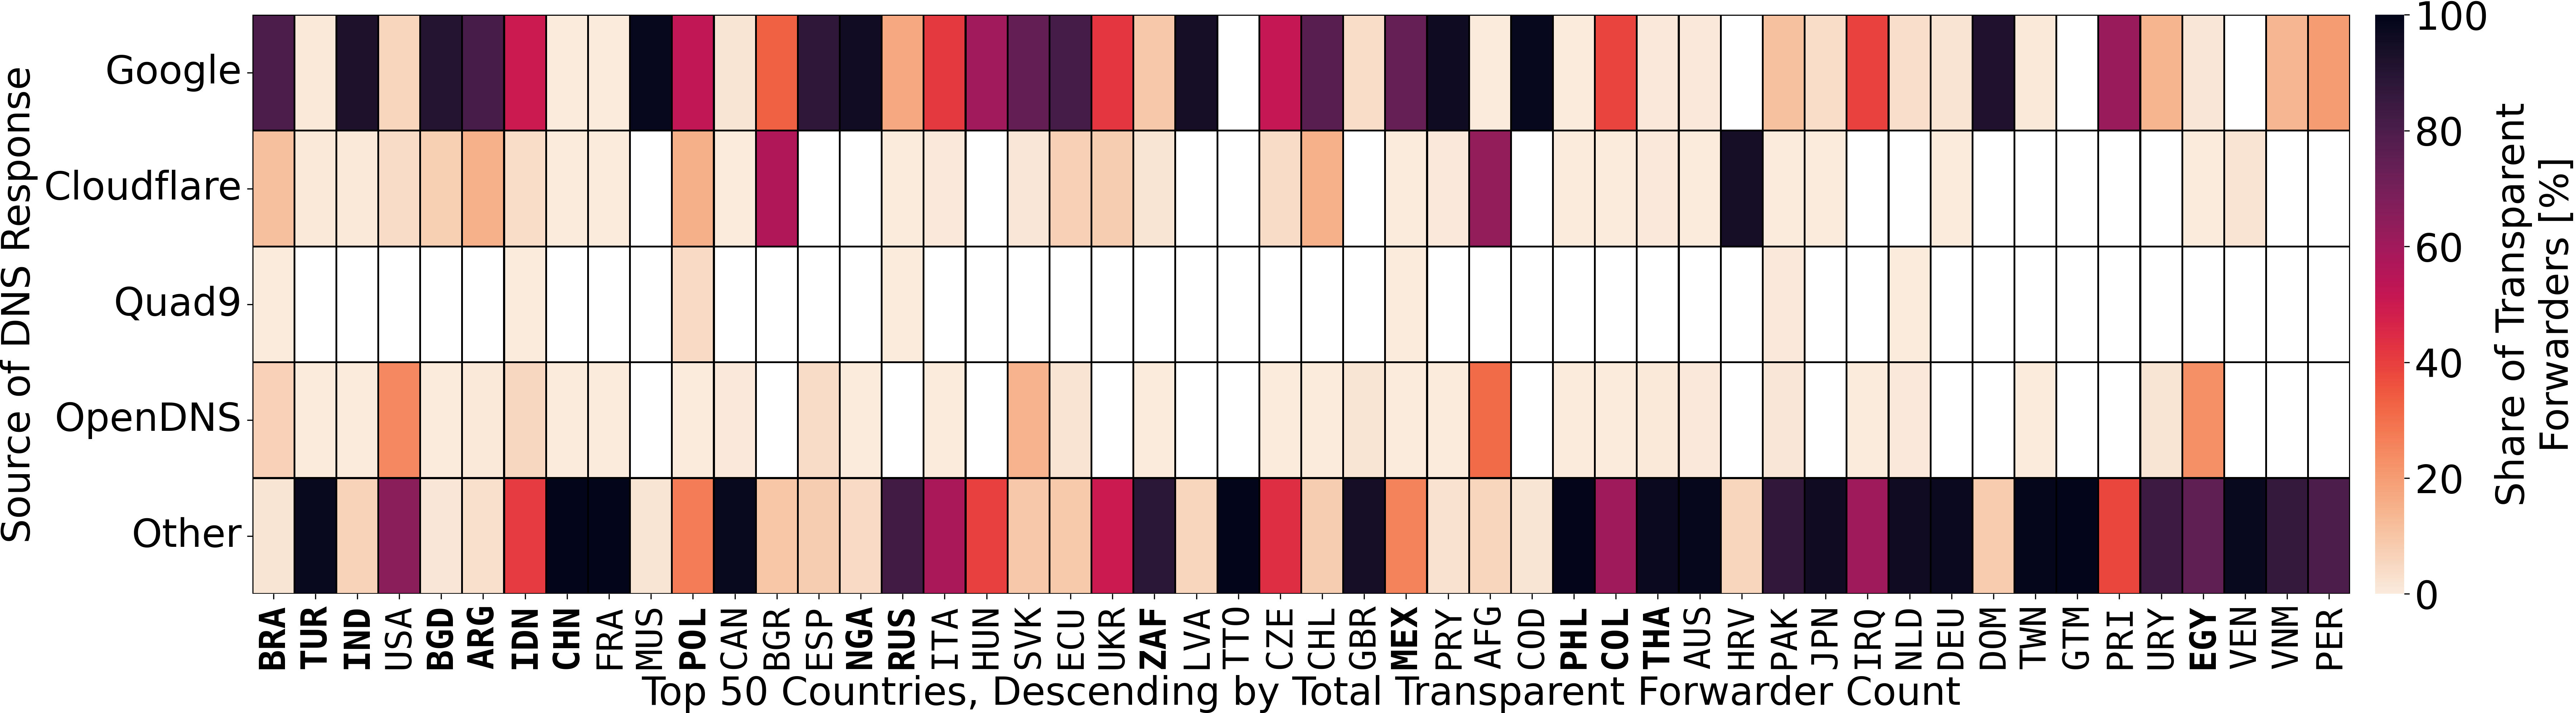 Source of DNS Response
Google
Cloudflare
Quad9
OpenDNS
Other
BRA TUR IND USA BGD ARG IDN CHN FRA MUS POL CAN BGR ESP NGA RUS ITA HUN SVK ECU UKR ZAF LVA TTO CZE CHL GBR MEX PRY AFG COD PHL COL THA AUS HRV PAK JPN IRQ NLD DEU DOM TWN GTM PRI URY EGY VEN VNM PER
Top 50 Countries, Descending by Total Transparent Forwarder Count
100
80
60
40
20
0
Share of Transparent
Forwarders [%]